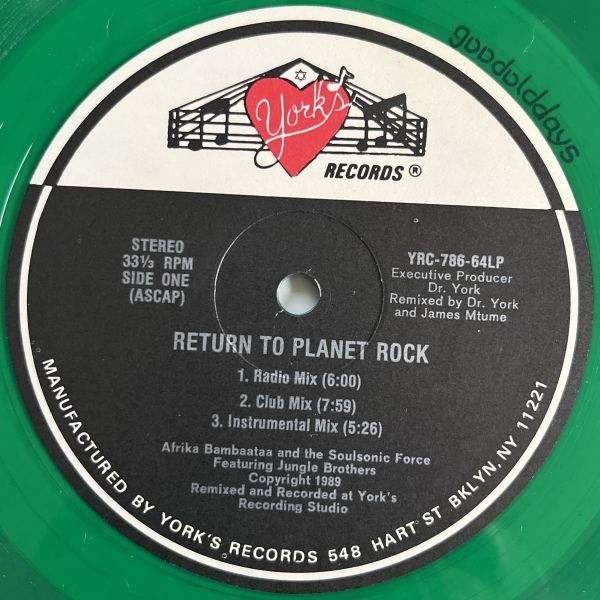 York's
RECORDS ®
goodolddays
STEREO
33⅓ RPM
SIDE ONE
(ASCAP)
YRC-786-64LP
Executive Producer
Dr. York
Remixed by Dr. York
and James Mtume
RETURN TO PLANET ROCK
1. Radio Mix (6:00)
2. Club Mix (7:59)
3. Instrumental Mix (5:26)
Afrika Bambaataa and the Soulsonic Force
Featuring Jungle Brothers
Copyright 1989
Remixed and Recorded at York's
Recording Studio
MANUFACTURED BY YORK'S RECORDS 548 HART ST BKLYN, NY 11221